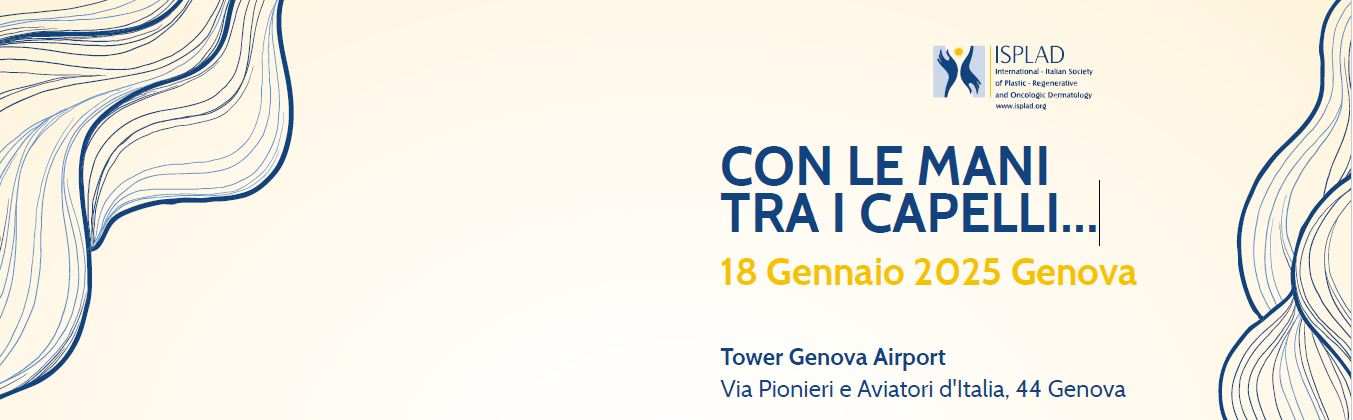 ISPLAD
International - Italian Society
of Plastic - Regenerative
and Oncologic Dermatology
www.isplad.org
CON LE MANI
TRA I CAPELLI...
18 Gennaio 2025 Genova
Tower Genova Airport
Via Pionieri e Aviatori d'Italia, 44 Genova